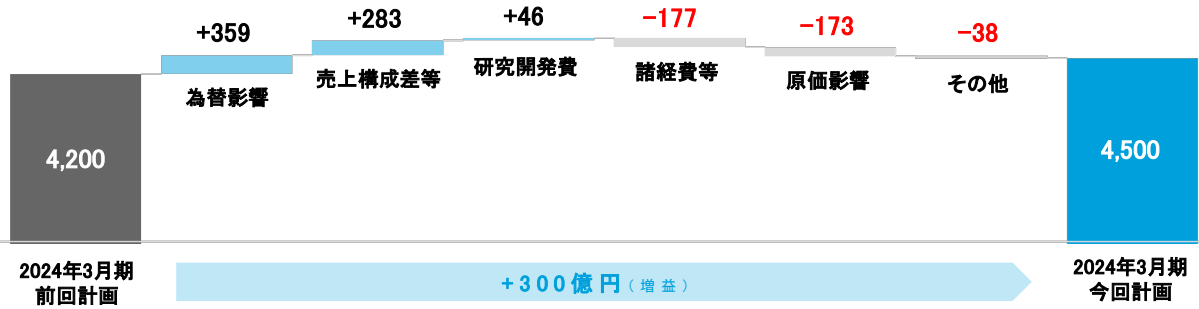 +359
+283
+46
-177
-173
-38
為替影響
売上構成差等
研究開発費
諸経費等
原価影響
その他
4,200
4,500
2024年3月期
前回計画
+300億円(増益)
2024年3月期
今回計画